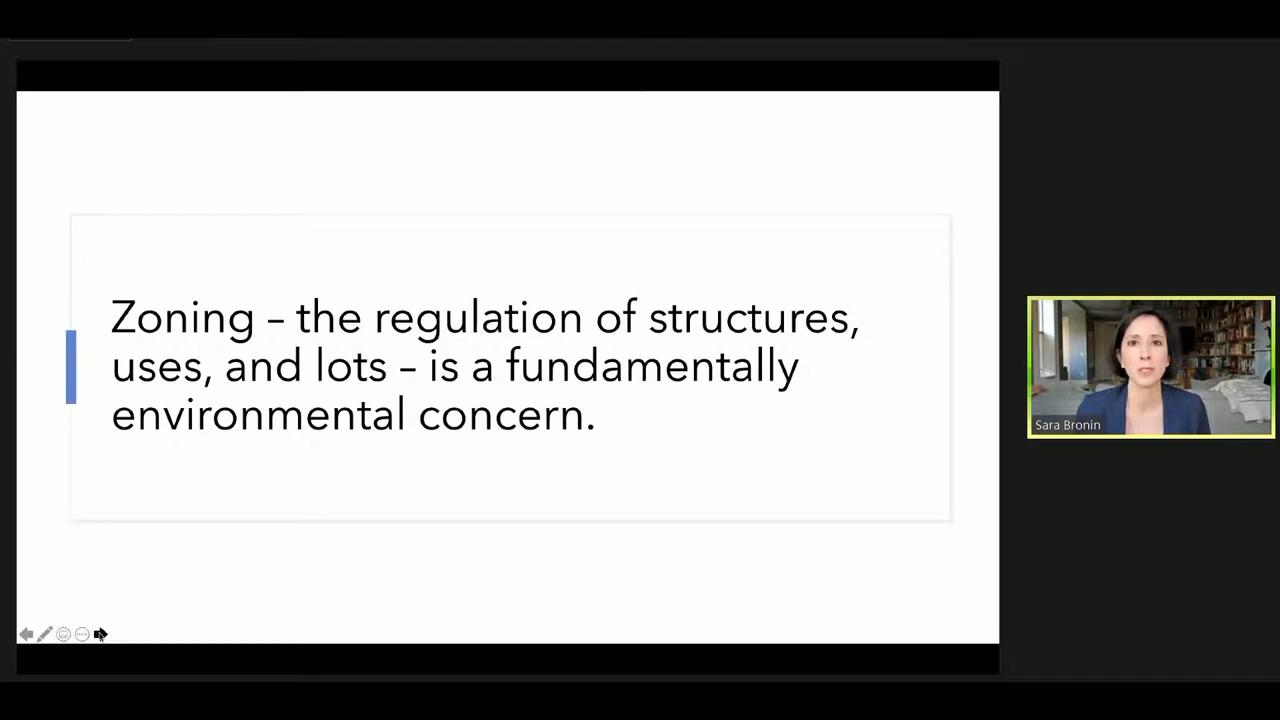 Zoning – the regulation of structures,
uses, and lots – is a fundamentally
environmental concern.
Sara Bronin